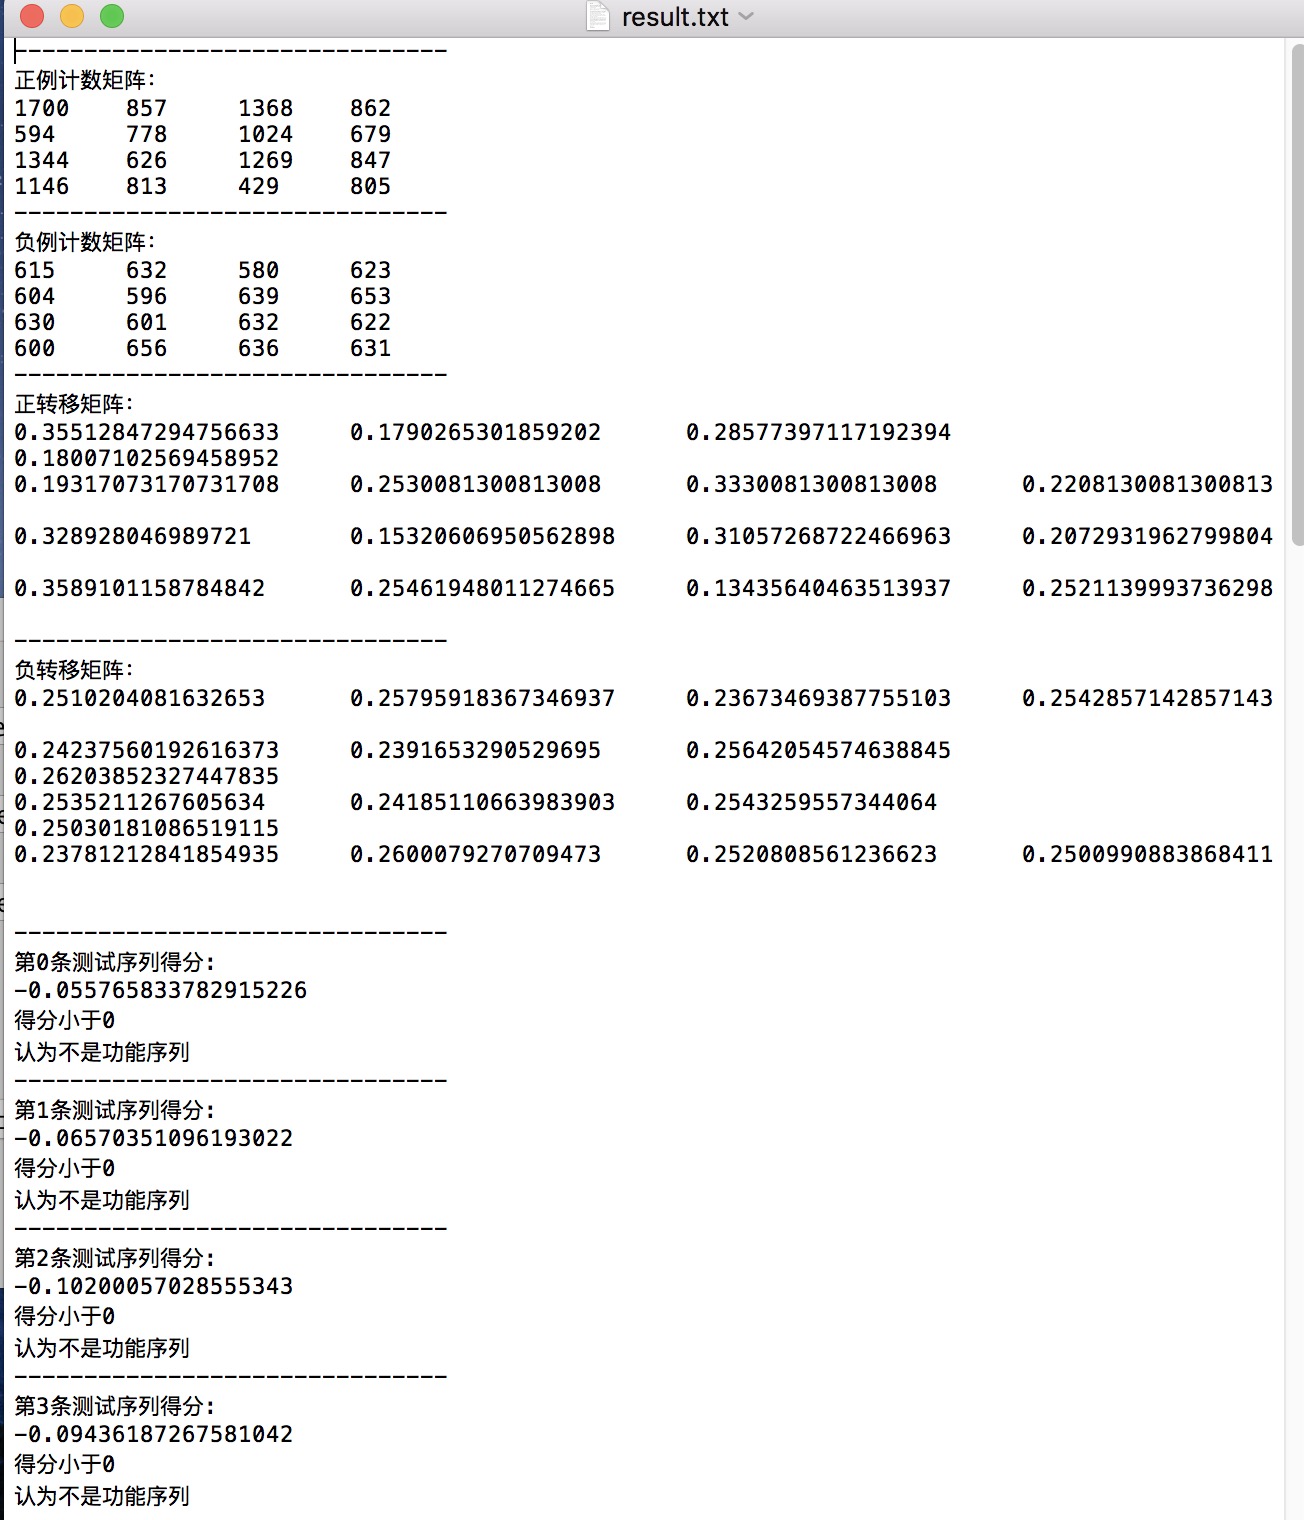 result.txt
-------------------------------
正例计数矩阵：
1700 857 1368 862
594 778 1024 679
1344 626 1269 847
1146 813 429 805
-------------------------------
负例计数矩阵：
615 632 580 623
604 596 639 653
630 601 632 622
600 656 636 631
-------------------------------
正转移矩阵：
0.35512847294756633 0.1790265301859202 0.28577397117192394
0.18007102569458952
0.19317073170731708 0.2530081300813008 0.3330081300813008 0.2208130081300813
0.328928046989721 0.15320606950562898 0.31057268722466963 0.2072931962799804
0.3589101158784842 0.25461948011274665 0.13435640463513937 0.2521139993736298
-------------------------------
负转移矩阵：
0.2510204081632653 0.25795918367346937 0.23673469387755103 0.2542857142857143
0.24237560192616373 0.2391653290529695 0.25642054574638845
0.26203852327447835
0.2535211267605634 0.24185110663983903 0.2543259557344064
0.25030181086519115
0.23781212841854935 0.2600079270709473 0.2520808561236623 0.2500990883868411
-------------------------------
第0条测试序列得分：
-0.055765833782915226
得分小于0
认为不是功能序列
-------------------------------
第1条测试序列得分：
-0.06570351096193022
得分小于0
认为不是功能序列
-------------------------------
第2条测试序列得分：
-0.10200057028555343
得分小于0
认为不是功能序列
-------------------------------
第3条测试序列得分：
-0.09436187267581042
得分小于0
认为不是功能序列